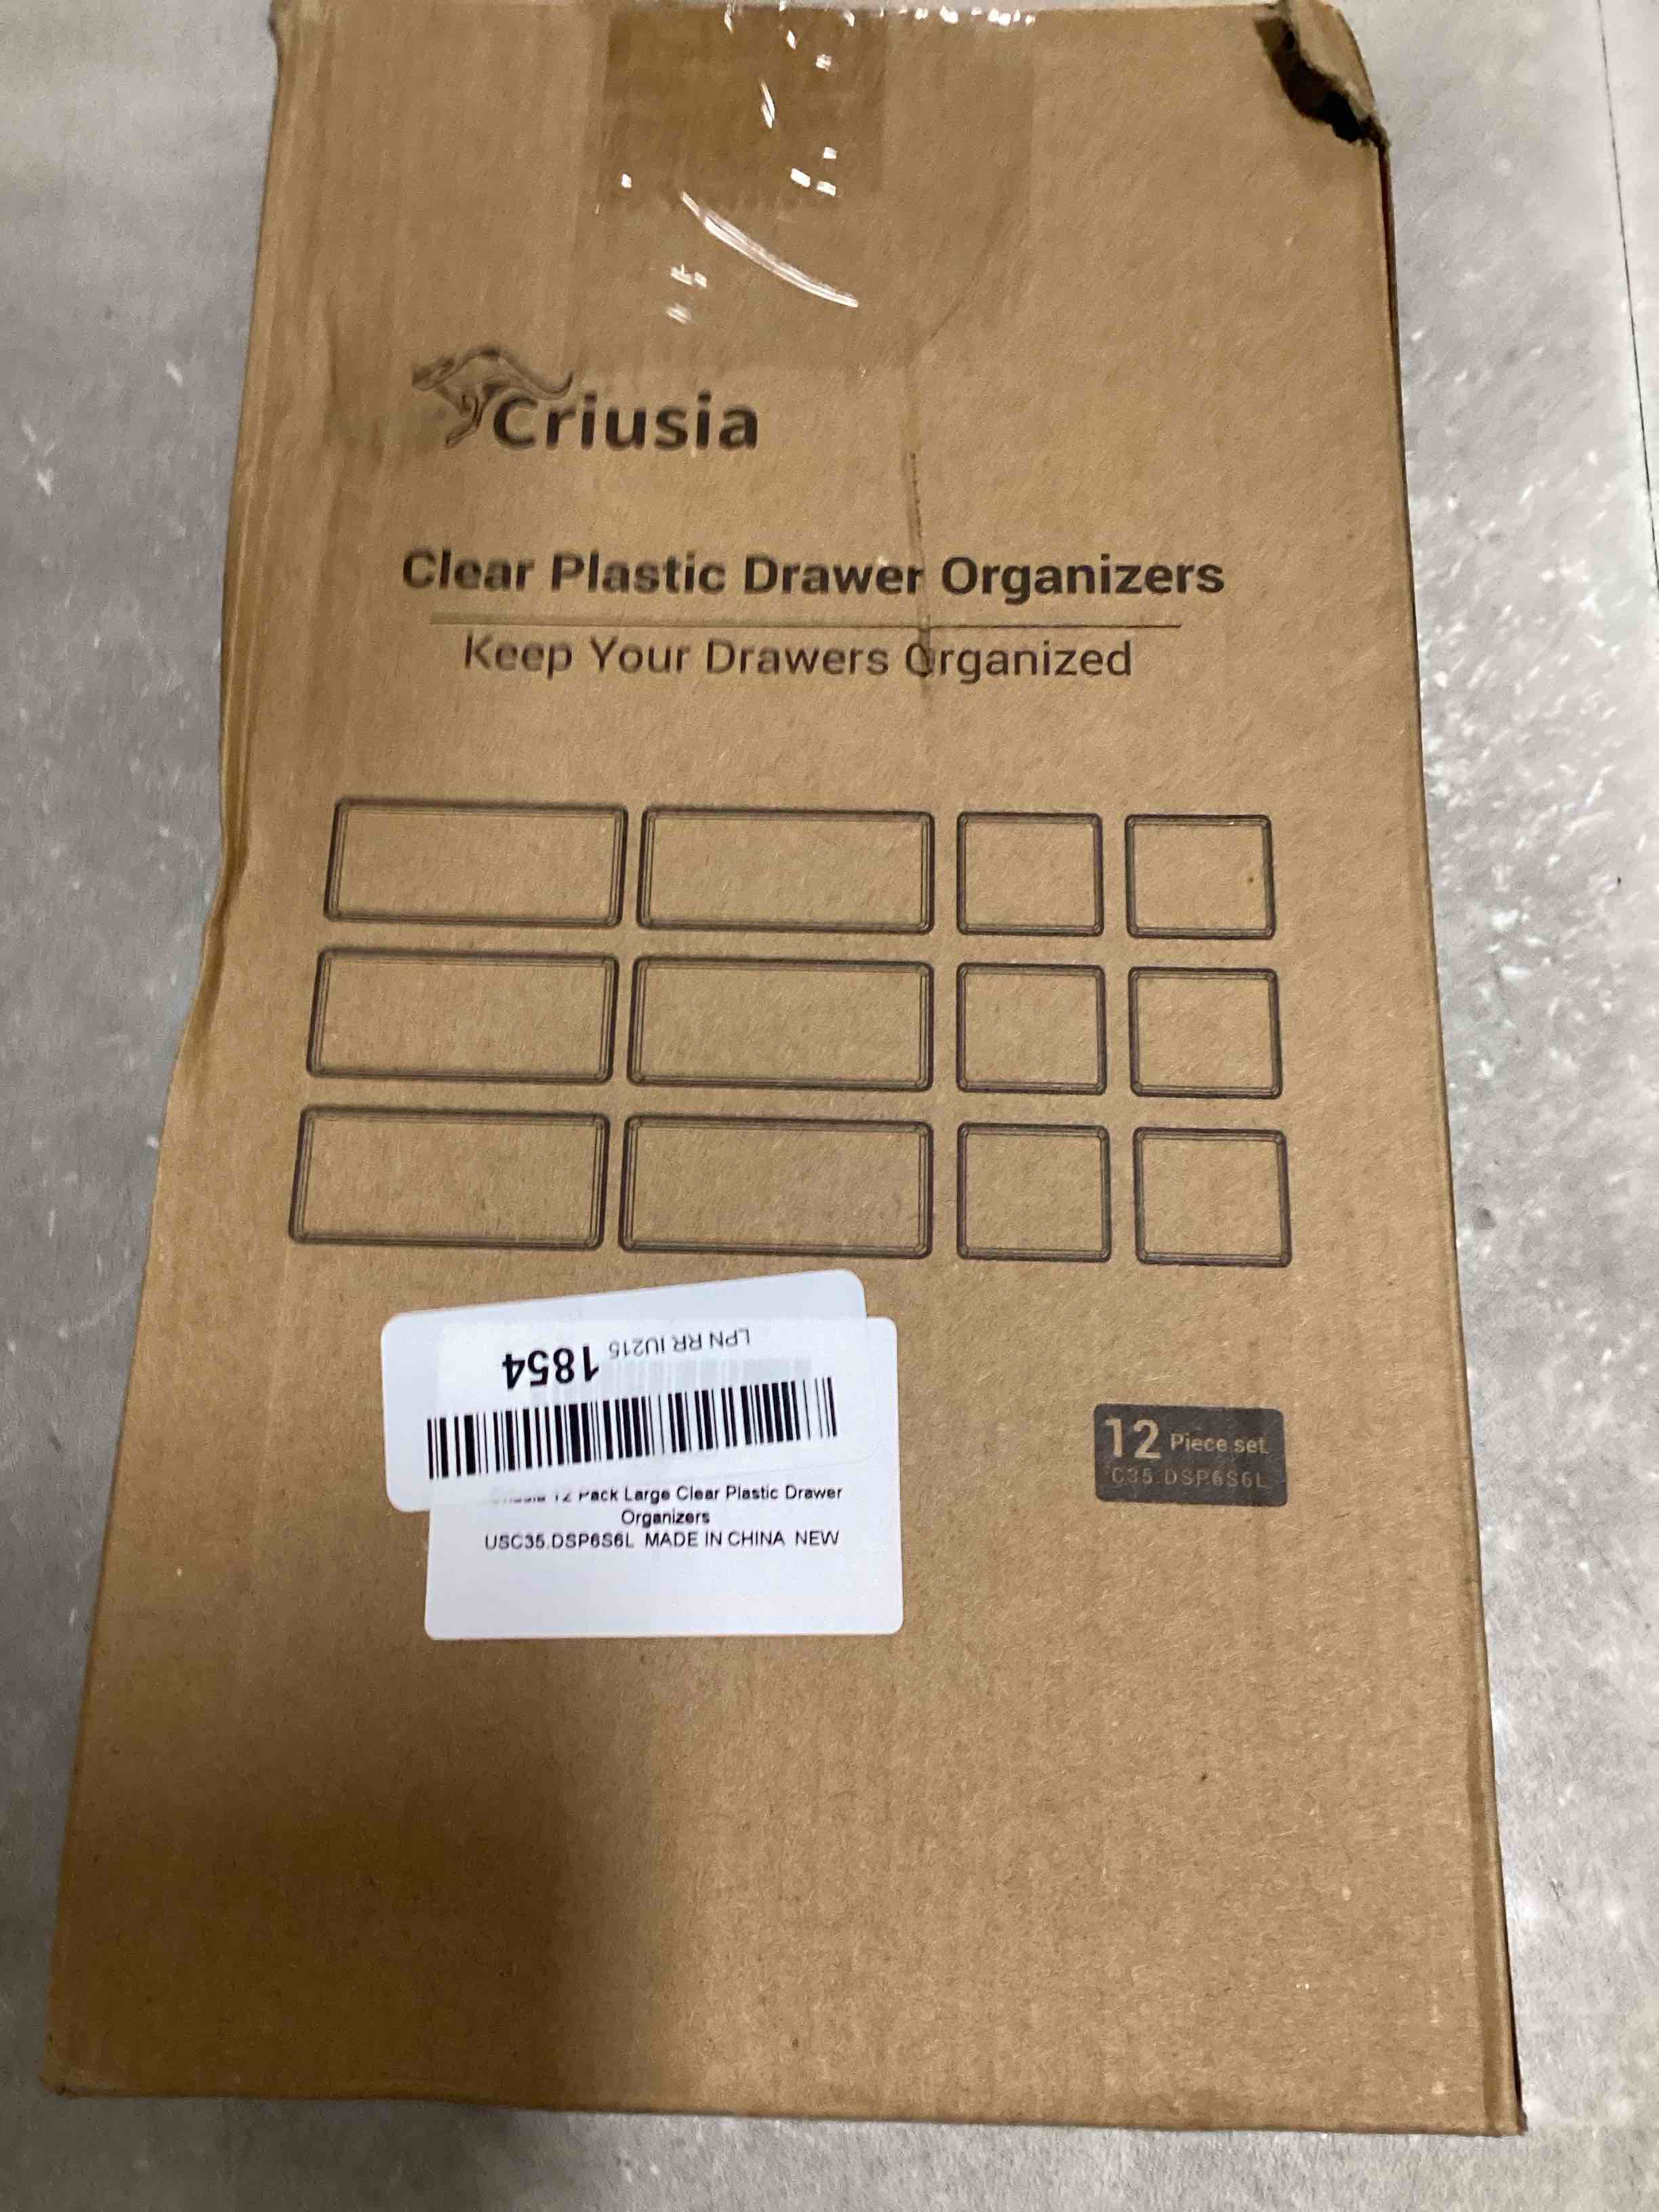 Criusia
Clear Plastic Drawer Organizers
Keep Your Drawers Organized
LPN RR IU215 1854
12 Piece set
C35.DSP6S6L
12 Pack Large Clear Plastic Drawer
Organizers
USC35.DSP6S6L MADE IN CHINA NEW